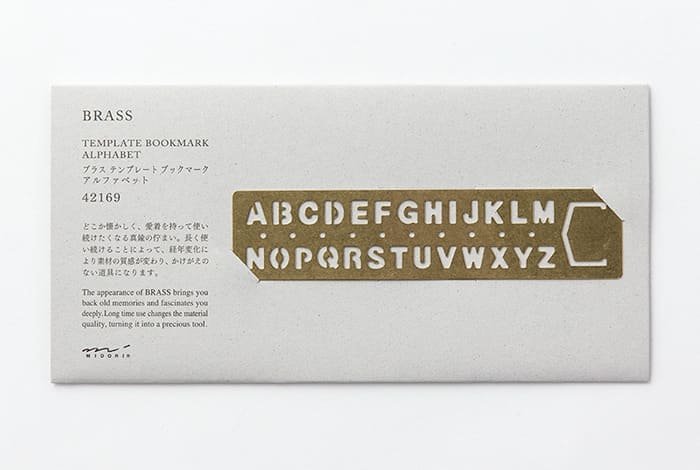 BRASS
TEMPLATE BOOKMARK
ALPHABET
ブラス テンプレート ブックマーク
アルファベット
42169
どこか懐かしく、愛着を持って使い
続けたくなる真鍮の佇まい。長く使
い続けることによって、経年変化に
より素材の質感が変わり、かけがえの
ない道具になります。
The appearance of BRASS brings you
back old memories and fascinates you
deeply. Long time use changes the material
quality, turning it into a precious tool.
MIDORI
ABCDEFGHIJKLM
NOPQRSTUVWXYZ